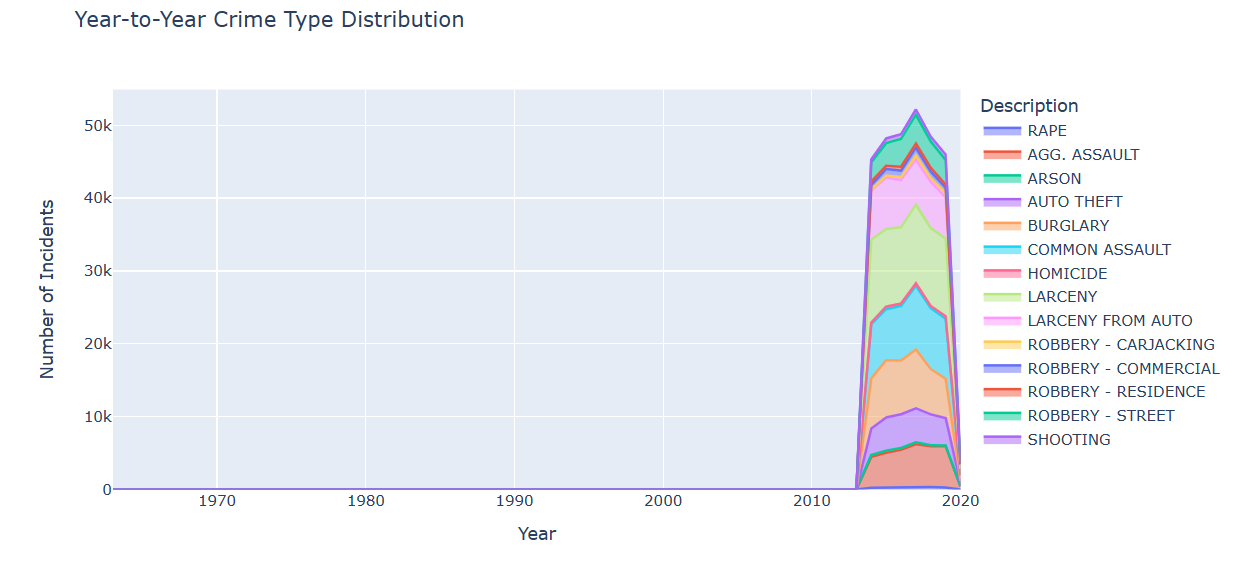 Year-to-Year Crime Type Distribution
Number of Incidents
50k
40k
30k
20k
10k
0
1970
1980
1990
2000
2010
2020
Year
Description
RAPE
AGG. ASSAULT
ARSON
AUTO THEFT
BURGLARY
COMMON ASSAULT
HOMICIDE
LARCENY
LARCENY FROM AUTO
ROBBERY - CARJACKING
ROBBERY - COMMERCIAL
ROBBERY - RESIDENCE
ROBBERY - STREET
SHOOTING